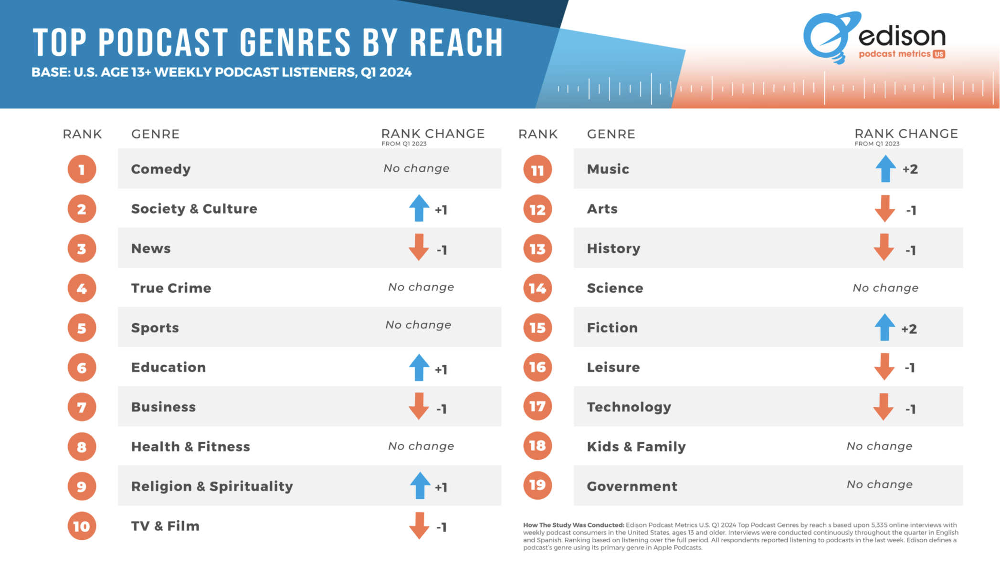 TOP PODCAST GENRES BY REACH
BASE: U.S. AGE 13+ WEEKLY PODCAST LISTENERS, Q1 2024
edison
podcast metrics US
RANK GENRE RANK CHANGE
FROM Q1 2023
1 Comedy No change
2 Society & Culture +1
3 News -1
4 True Crime No change
5 Sports No change
6 Education +1
7 Business -1
8 Health & Fitness No change
9 Religion & Spirituality +1
10 TV & Film -1
RANK GENRE RANK CHANGE
FROM Q1 2023
11 Music +2
12 Arts -1
13 History -1
14 Science No change
15 Fiction +2
16 Leisure -1
17 Technology -1
18 Kids & Family No change
19 Government No change
How The Study Was Conducted: Edison Podcast Metrics U.S. Q1 2024 Top Podcast Genres by reach s based upon 5,335 online interviews with
weekly podcast consumers in the United States, ages 13 and older. Interviews were conducted continuously throughout the quarter in English
and Spanish. Ranking based on listening over the full period. All respondents reported listening to podcasts in the last week. Edison defines a
podcast's genre using its primary genre in Apple Podcasts.